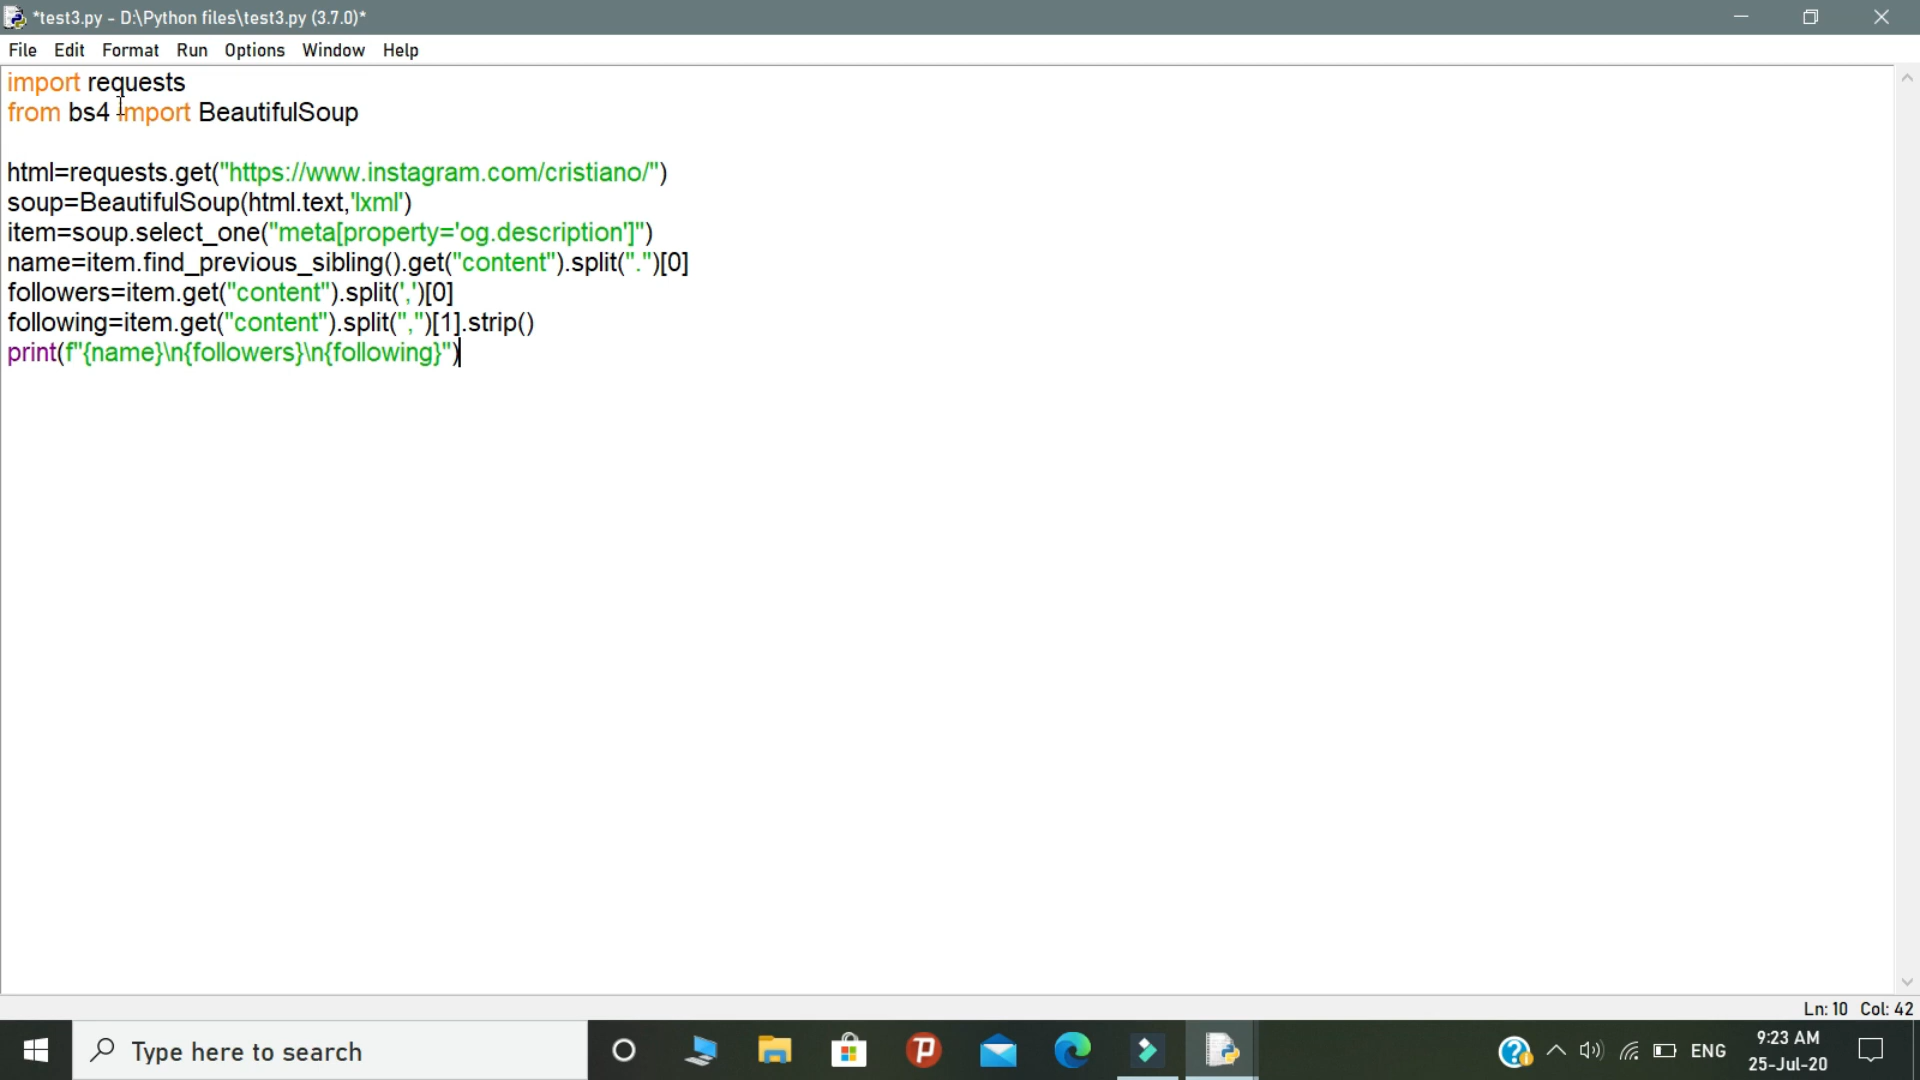 *test3.py - D:\Python files\test3.py (3.7.0)*
File Edit Format Run Options Window Help
import requests
from bs4 import BeautifulSoup
html=requests.get("https://www.instagram.com/cristiano/")
soup=BeautifulSoup(html.text,'lxml')
item=soup.select_one("meta[property='og.description']")
name=item.find_previous_sibling().get("content").split(".")[0]
followers=item.get("content").split(',')[0]
following=item.get("content").split(",")[1].strip()
print(f"{name}\n{followers}\n{following}")
Ln: 10 Col: 42
Type here to search
ENG
9:23 AM
25-Jul-20